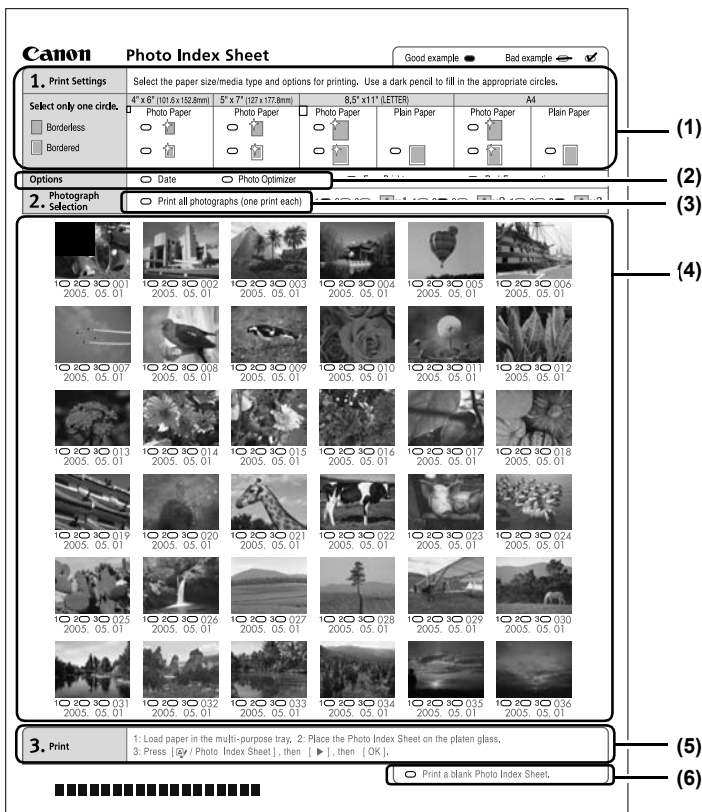 Canon Photo Index Sheet Good example Bad example
1. Print Settings Select the paper size/media type and options for printing. Use a dark pencil to fill in the appropriate circles.
Select only one circle. 4" x 6" (101.6 x 152.8mm) 5" x 7" (127 x 177.8mm) 8,5" x11" (LETTER) A4
Photo Paper Photo Paper Photo Paper Plain Paper Photo Paper Plain Paper
Borderless
Bordered
(1)
Options Date Photo Optimizer
(2)
2. Photograph Selection Print all photographs (one print each)
(3)
(4)
1 2 3 001 1 2 3 002 1 2 3 003 1 2 3 004 1 2 3 005 1 2 3 006
2005. 05. 01 2005. 05. 01 2005. 05. 01 2005. 05. 01 2005. 05. 01 2005. 05. 01
1 2 3 007 1 2 3 008 1 2 3 009 1 2 3 010 1 2 3 011 1 2 3 012
2005. 05. 01 2005. 05. 01 2005. 05. 01 2005. 05. 01 2005. 05. 01 2005. 05. 01
1 2 3 013 1 2 3 014 1 2 3 015 1 2 3 016 1 2 3 017 1 2 3 018
2005. 05. 01 2005. 05. 01 2005. 05. 01 2005. 05. 01 2005. 05. 01 2005. 05. 01
1 2 3 019 1 2 3 020 1 2 3 021 1 2 3 022 1 2 3 023 1 2 3 024
2005. 05. 01 2005. 05. 01 2005. 05. 01 2005. 05. 01 2005. 05. 01 2005. 05. 01
1 2 3 025 1 2 3 026 1 2 3 027 1 2 3 028 1 2 3 029 1 2 3 030
2005. 05. 01 2005. 05. 01 2005. 05. 01 2005. 05. 01 2005. 05. 01 2005. 05. 01
1 2 3 031 1 2 3 032 1 2 3 033 1 2 3 034 1 2 3 035 1 2 3 036
2005. 05. 01 2005. 05. 01 2005. 05. 01 2005. 05. 01 2005. 05. 01 2005. 05. 01
3. Print 1: Load paper in the multi-purpose tray, 2: Place the Photo Index Sheet on the platen glass,
3: Press [ / Photo Index Sheet], then [ ▶ ], then [OK].
(5)
Print a blank Photo Index Sheet.
(6)